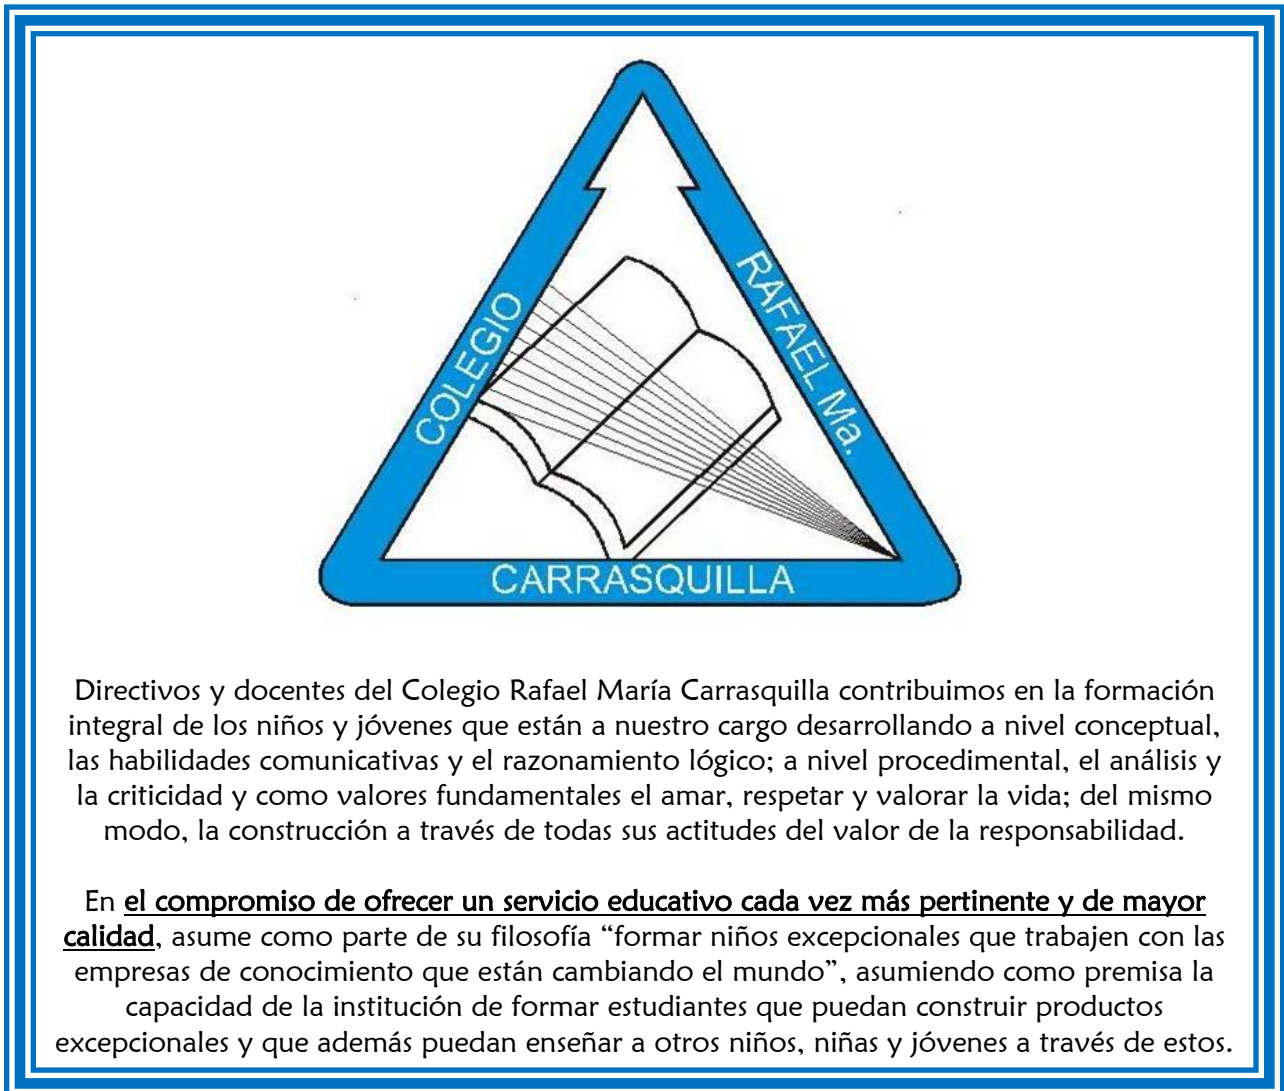 COLEGIO
RAFAEL Ma.
CARRASQUILLA
Directivos y docentes del Colegio Rafael María Carrasquilla contribuimos en la formación
integral de los niños y jóvenes que están a nuestro cargo desarrollando a nivel conceptual,
las habilidades comunicativas y el razonamiento lógico; a nivel procedimental, el análisis y
la criticidad y como valores fundamentales el amar, respetar y valorar la vida; del mismo
modo, la construcción a través de todas sus actitudes del valor de la responsabilidad.
En el compromiso de ofrecer un servicio educativo cada vez más pertinente y de mayor
calidad, asume como parte de su filosofía “formar niños excepcionales que trabajen con las
empresas de conocimiento que están cambiando el mundo”, asumiendo como premisa la
capacidad de la institución de formar estudiantes que puedan construir productos
excepcionales y que además puedan enseñar a otros niños, niñas y jóvenes a través de estos.